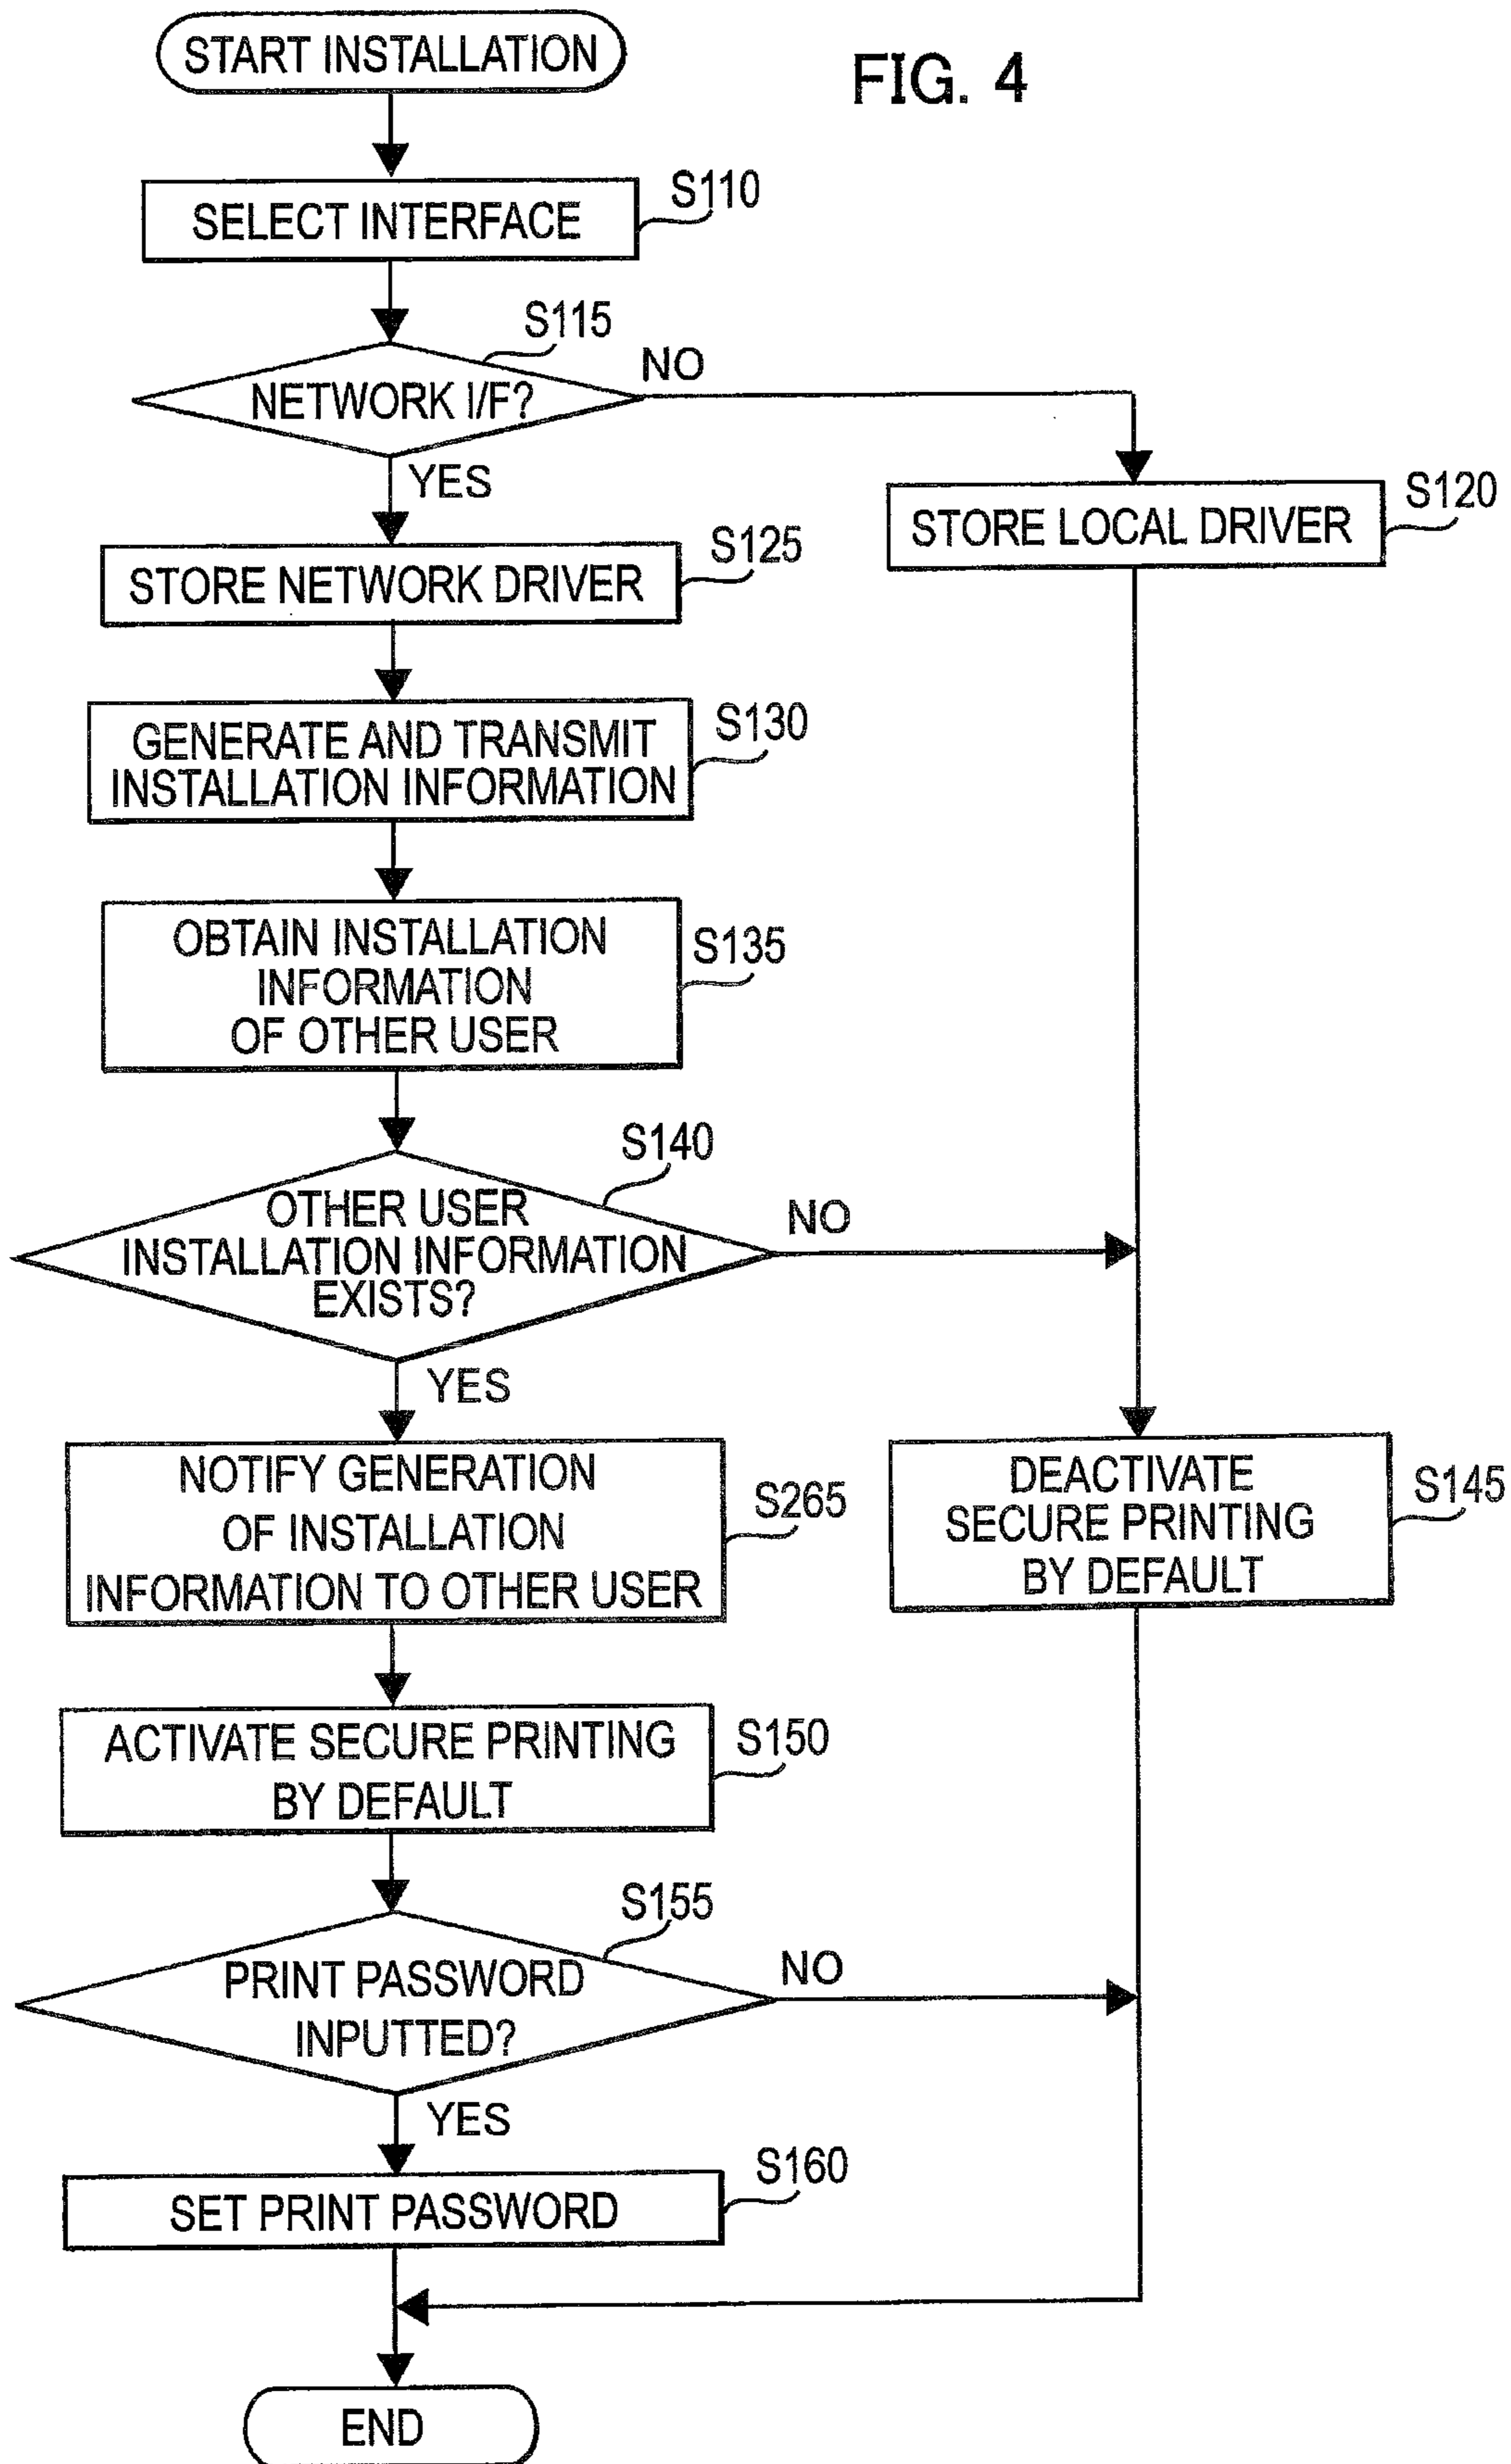 START INSTALLATION
FIG. 4
S110
SELECT INTERFACE
S115
NETWORK I/F?
NO
YES
S120
STORE LOCAL DRIVER
S125
STORE NETWORK DRIVER
S130
GENERATE AND TRANSMIT
INSTALLATION INFORMATION
S135
OBTAIN INSTALLATION
INFORMATION
OF OTHER USER
S140
OTHER USER
INSTALLATION INFORMATION
EXISTS?
NO
YES
S265
NOTIFY GENERATION
OF INSTALLATION
INFORMATION TO OTHER USER
S145
DEACTIVATE
SECURE PRINTING
BY DEFAULT
S150
ACTIVATE SECURE PRINTING
BY DEFAULT
S155
PRINT PASSWORD
INPUTTED?
NO
YES
S160
SET PRINT PASSWORD
END